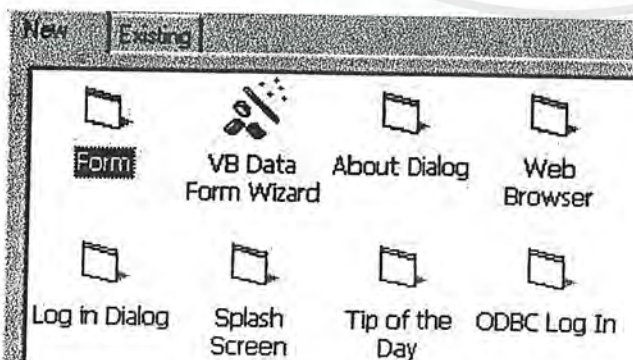 New Existing
Form VB Data Form Wizard About Dialog Web Browser
Log in Dialog Splash Screen Tip of the Day ODBC Log In